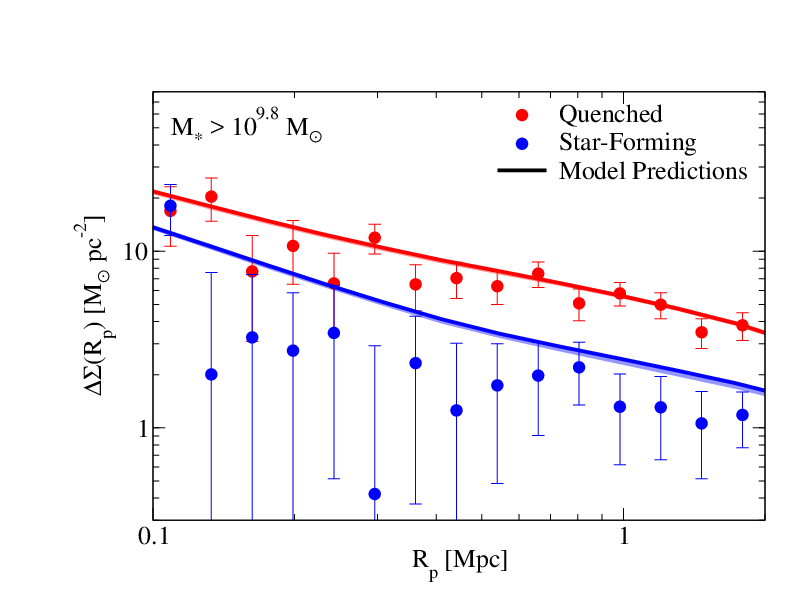 M* > 10^9.8 M⊙
Quenched
Star-Forming
Model Predictions
10
1
ΔΣ(Rp) [M⊙ pc^-2]
0.1
1
Rp [Mpc]